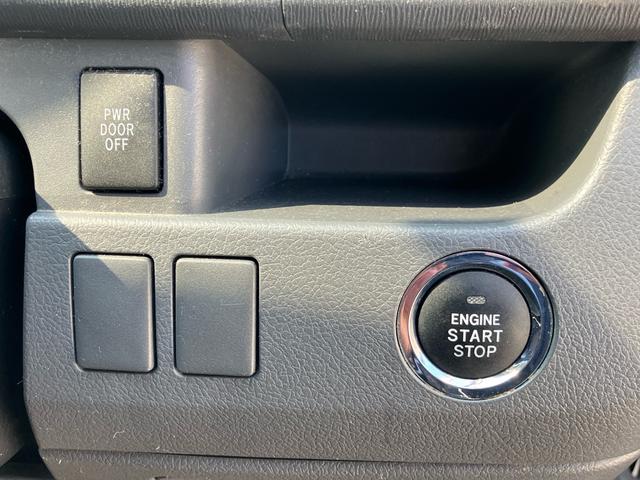 PWR
DOOR
OFF
ENGINE
START
STOP